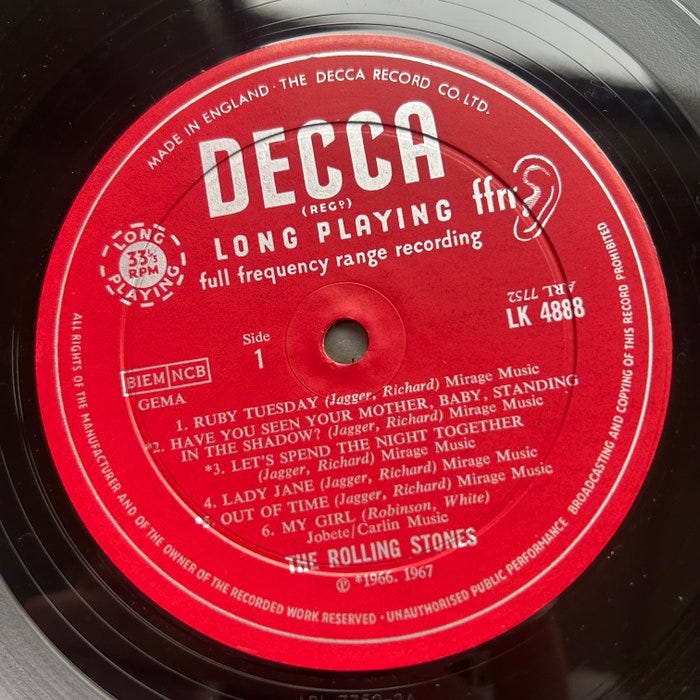 MADE IN ENGLAND · THE DECCA RECORD CO. LTD.
DECCA
(REGD)
LONG PLAYING ffrr
full frequency range recording
LONG
33⅓
RPM
PLAYING
ARL 7752
LK 4888
Side
1
BIEM NCB
GEMA
1. RUBY TUESDAY (Jagger, Richard) Mirage Music
*2. HAVE YOU SEEN YOUR MOTHER, BABY, STANDING
IN THE SHADOW? (Jagger, Richard) Mirage Music
*3. LET'S SPEND THE NIGHT TOGETHER
(Jagger, Richard) Mirage Music
4. LADY JANE (Jagger, Richard) Mirage Music
*5. OUT OF TIME (Jagger, Richard) Mirage Music
6. MY GIRL (Robinson, White)
Jobete/Carlin Music
THE ROLLING STONES
℗ *1966. 1967
ALL RIGHTS OF THE MANUFACTURER AND OF THE OWNER OF THE RECORDED WORK RESERVED · UNAUTHORISED PUBLIC PERFORMANCE BROADCASTING AND COPYING OF THIS RECORD PROHIBITED